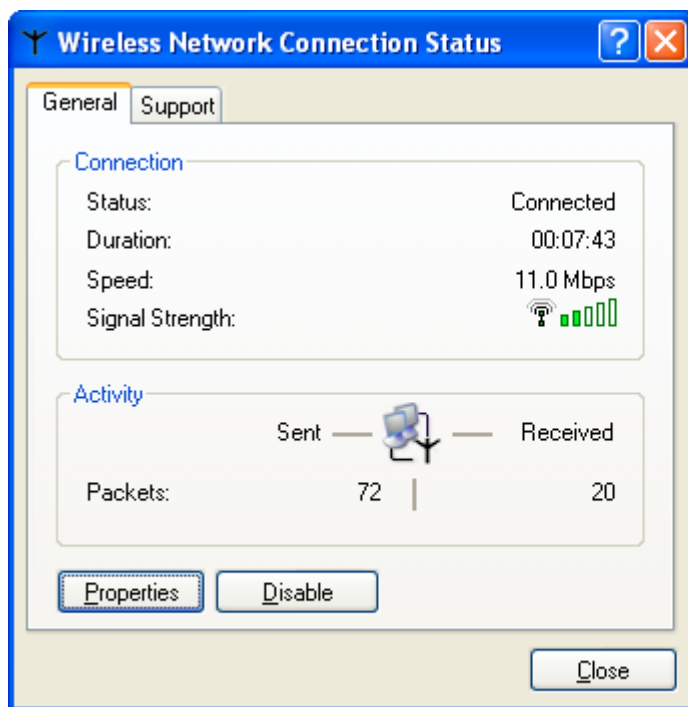 Wireless Network Connection Status
General Support
Connection
Status: Connected
Duration: 00:07:43
Speed: 11.0 Mbps
Signal Strength:
Activity
Sent Received
Packets: 72 20
Properties Disable
Close